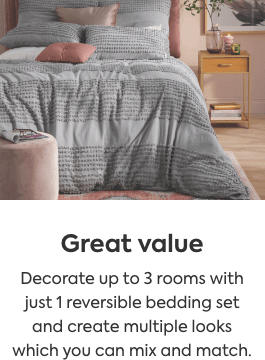 Great value
Decorate up to 3 rooms with
just 1 reversible bedding set
and create multiple looks
which you can mix and match.